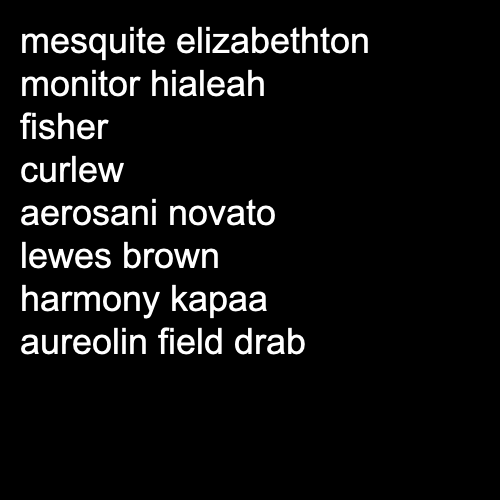 mesquite elizabethton
monitor hialeah
fisher
curlew
aerosani novato
lewes brown
harmony kapaa
aureolin field drab